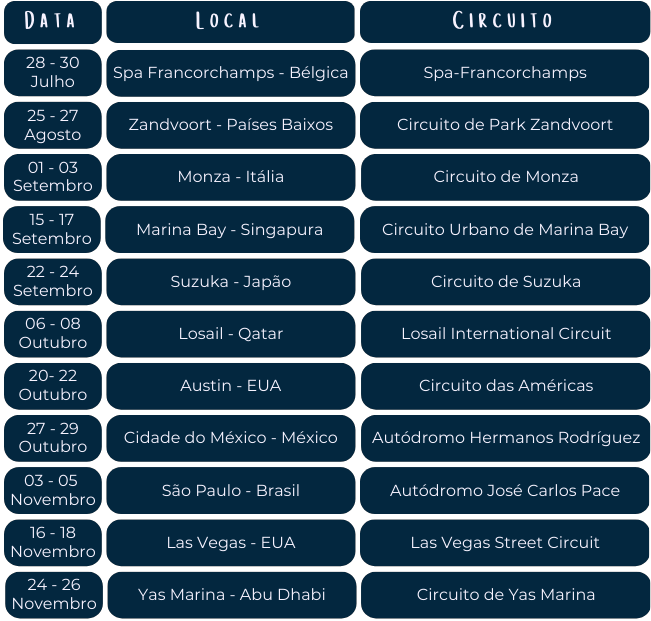 Data Local Circuito
28 - 30
Julho
Spa Francorchamps - Bélgica
Spa-Francorchamps
25 - 27
Agosto
Zandvoort - Países Baixos
Circuito de Park Zandvoort
01 - 03
Setembro
Monza - Itália
Circuito de Monza
15 - 17
Setembro
Marina Bay - Singapura
Circuito Urbano de Marina Bay
22 - 24
Setembro
Suzuka - Japão
Circuito de Suzuka
06 - 08
Outubro
Losail - Qatar
Losail International Circuit
20- 22
Outubro
Austin - EUA
Circuito das Américas
27 - 29
Outubro
Cidade do México - México
Autódromo Hermanos Rodríguez
03 - 05
Novembro
São Paulo - Brasil
Autódromo José Carlos Pace
16 - 18
Novembro
Las Vegas - EUA
Las Vegas Street Circuit
24 - 26
Novembro
Yas Marina - Abu Dhabi
Circuito de Yas Marina